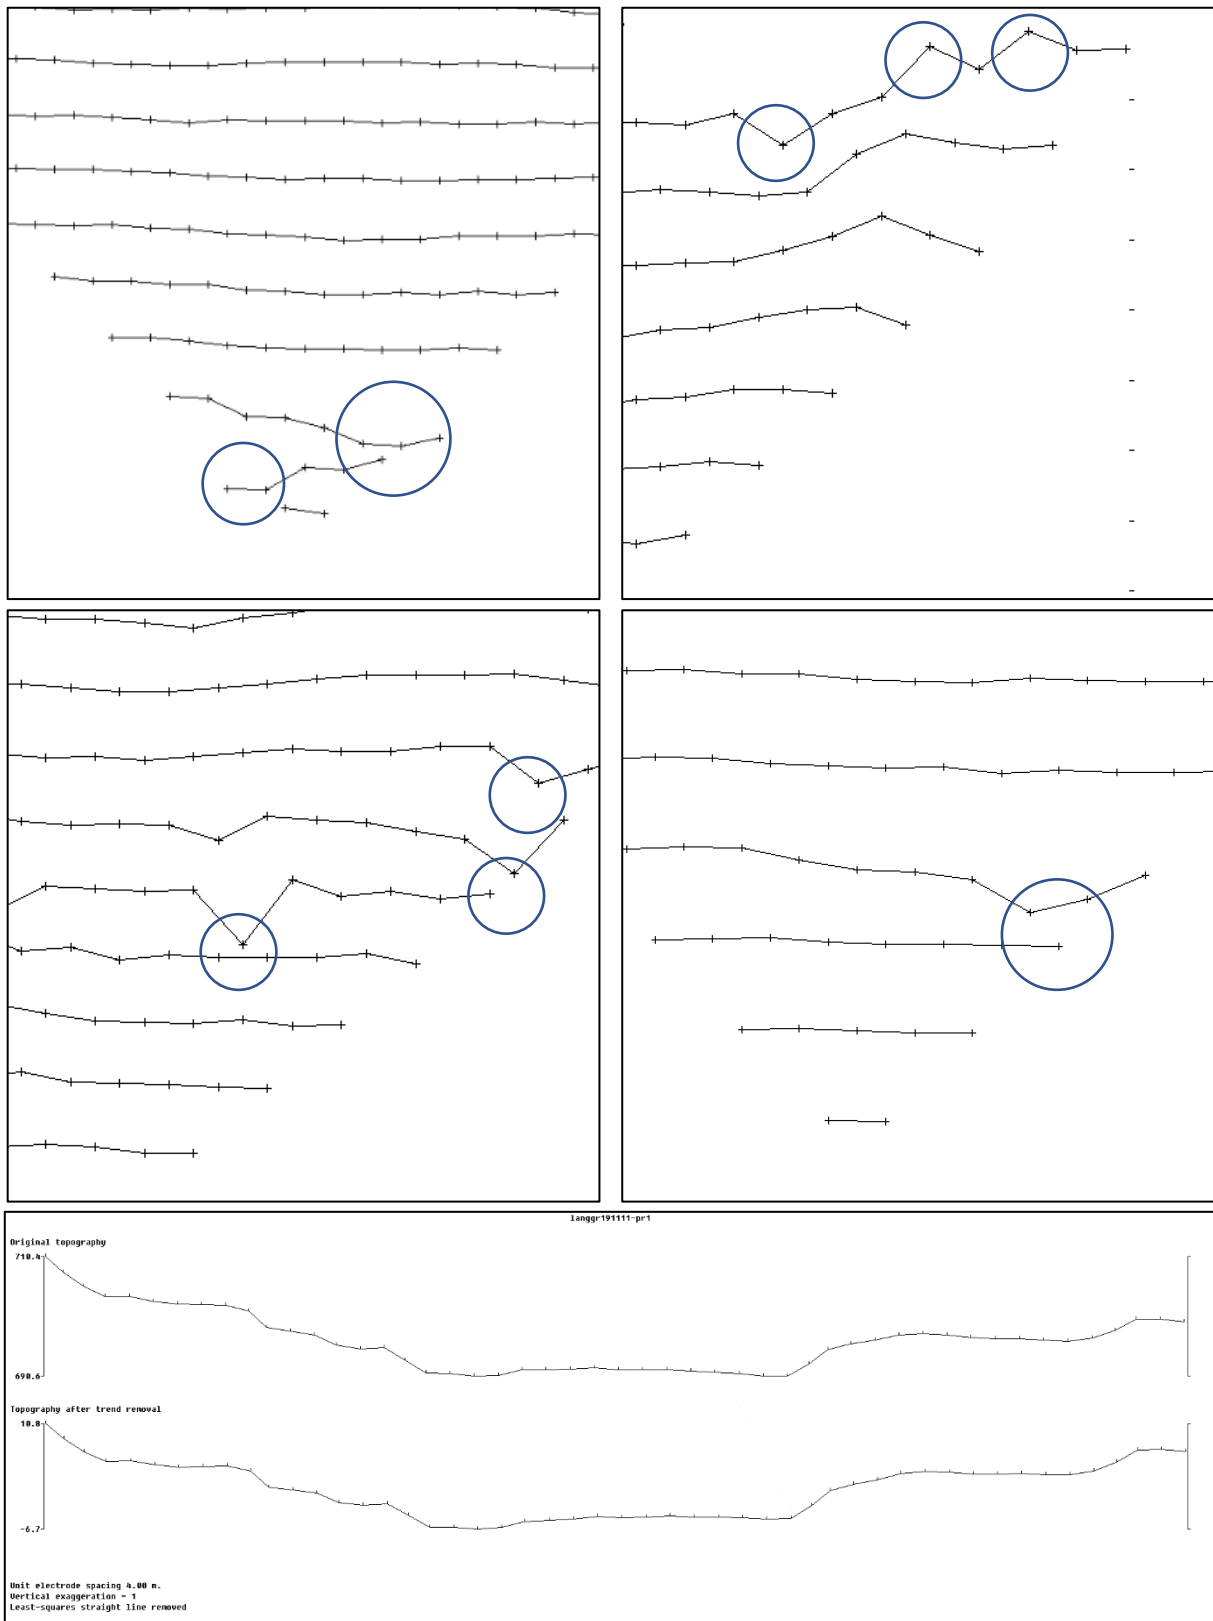 langgr191111-pr1
Original topography
710.4
690.6
Topography after trend removal
10.8
-6.7
Unit electrode spacing 4.00 m.
Vertical exaggeration = 1
Least-squares straight line removed